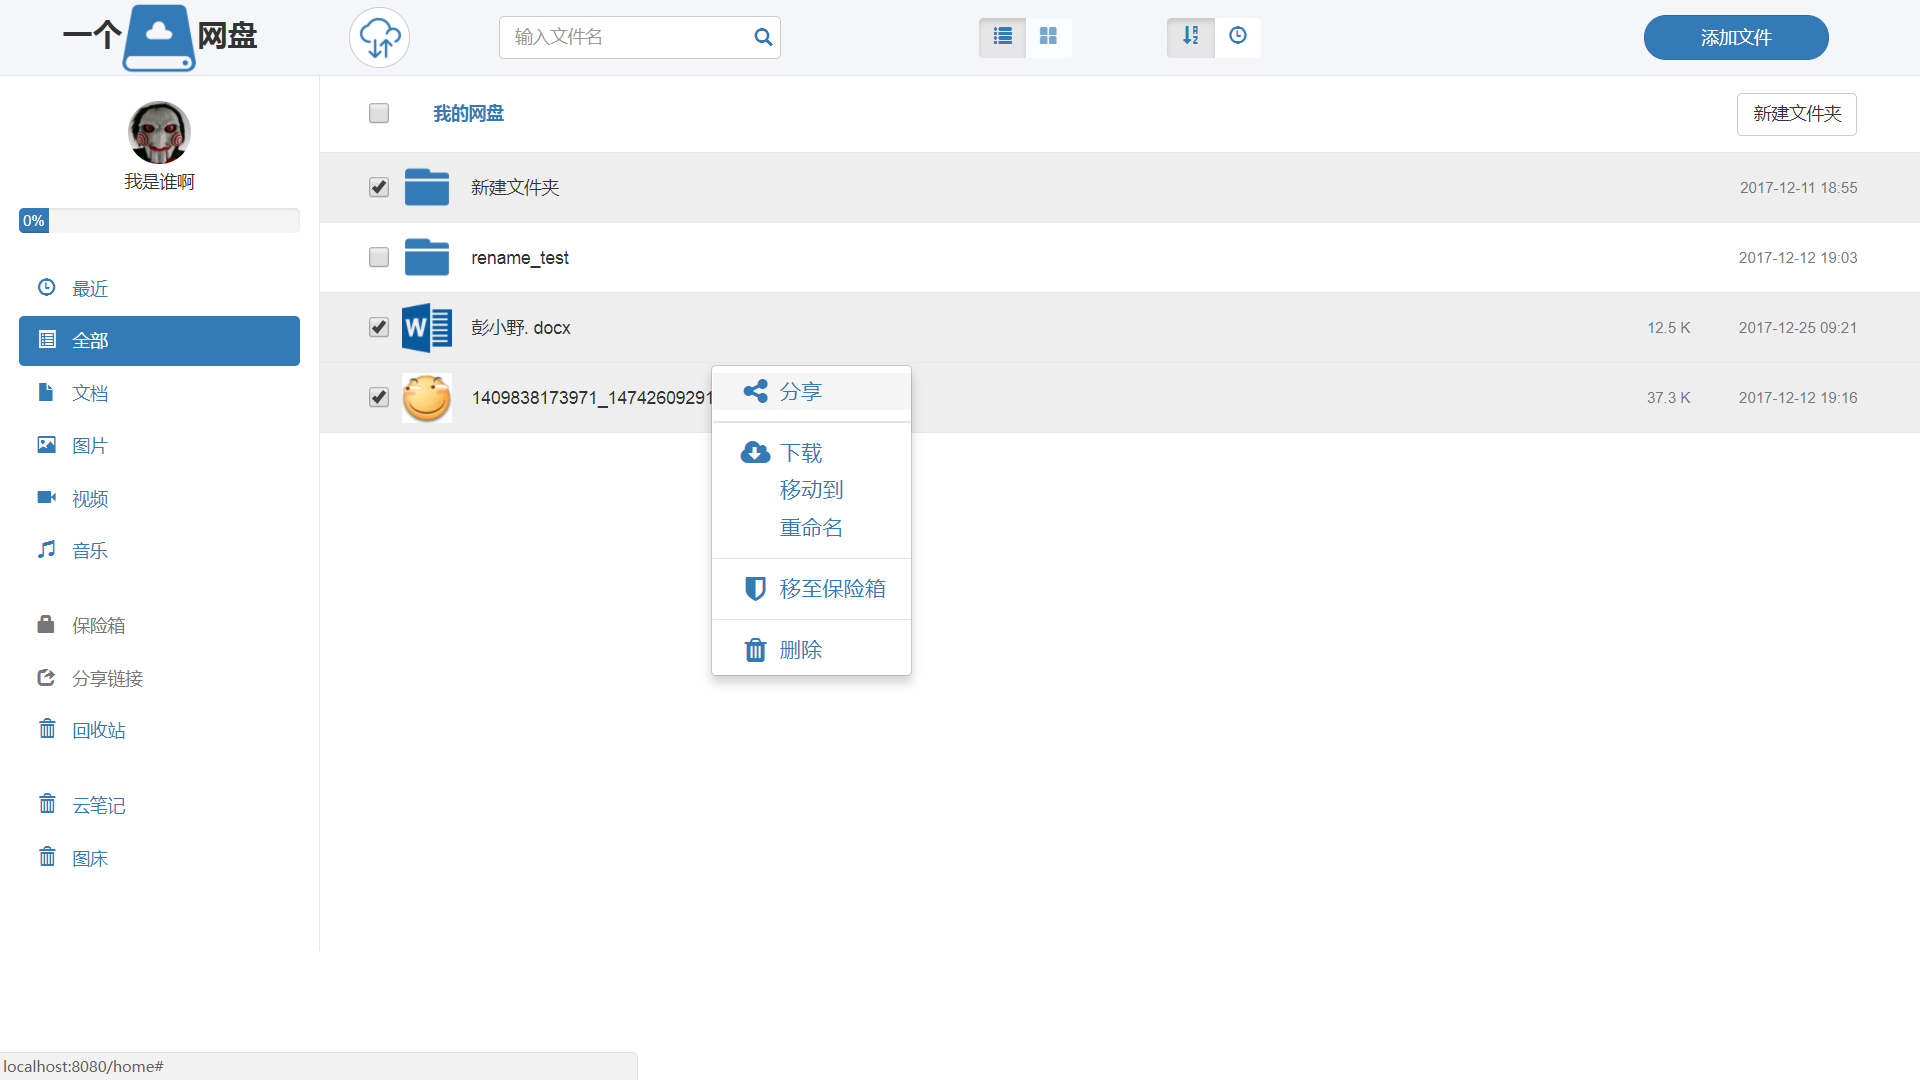 一个 网盘
输入文件名
添加文件
我是谁啊
0%
最近
全部
文档
图片
视频
音乐
保险箱
分享链接
回收站
云笔记
图床
我的网盘
新建文件夹
新建文件夹 2017-12-11 18:55
rename_test 2017-12-12 19:03
彭小野. docx 12.5 K 2017-12-25 09:21
1409838173971_14742609291 37.3 K 2017-12-12 19:16
分享
下载
移动到
重命名
移至保险箱
删除
localhost:8080/home#